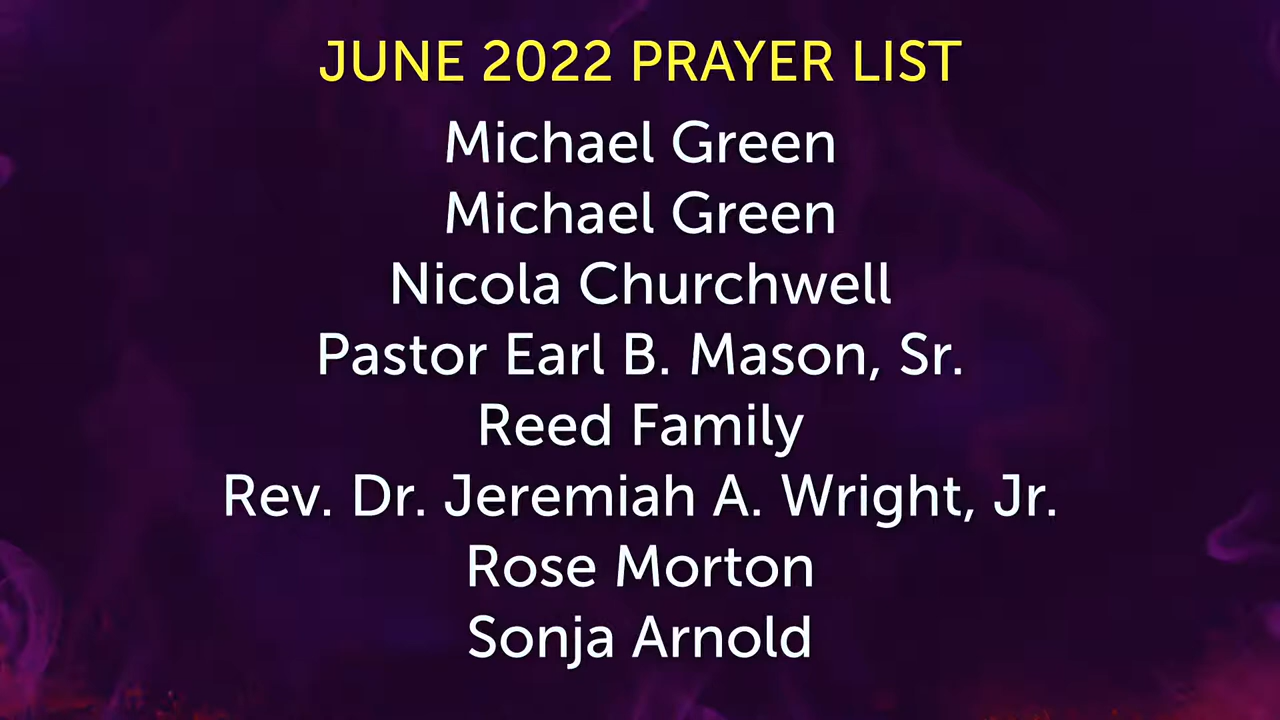 JUNE 2022 PRAYER LIST
Michael Green
Michael Green
Nicola Churchwell
Pastor Earl B. Mason, Sr.
Reed Family
Rev. Dr. Jeremiah A. Wright, Jr.
Rose Morton
Sonja Arnold